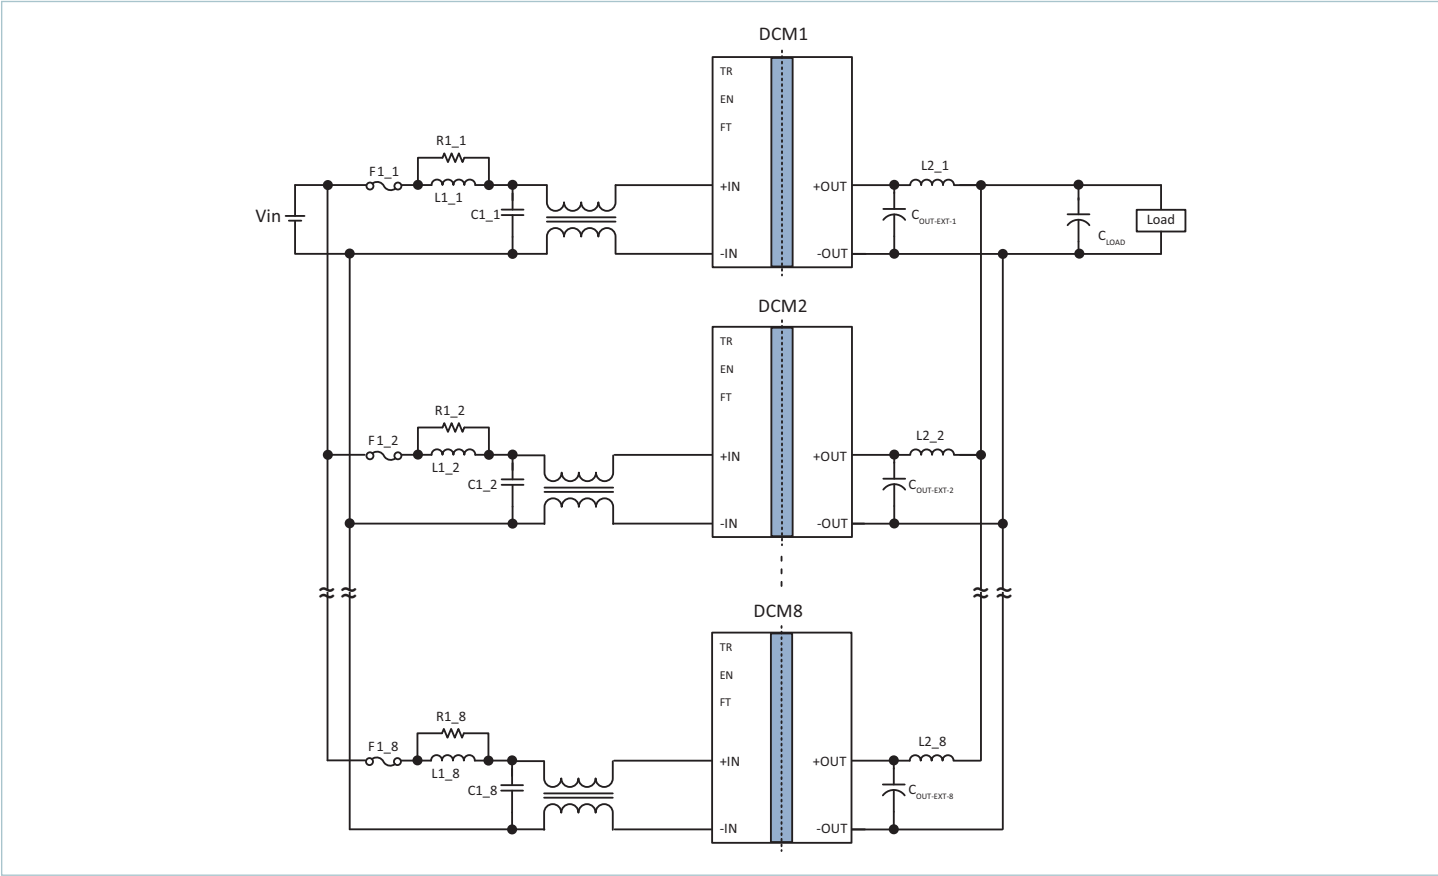 DCM1
TR
EN
FT
R1_1
F1_1
L1_1
C1_1
Vin
+IN
-IN
+OUT
-OUT
L2_1
COUT-EXT-1
CLOAD
Load
DCM2
TR
EN
FT
R1_2
F1_2
L1_2
C1_2
+IN
-IN
+OUT
-OUT
L2_2
COUT-EXT-2
DCM8
TR
EN
FT
R1_8
F1_8
L1_8
C1_8
+IN
-IN
+OUT
-OUT
L2_8
COUT-EXT-8